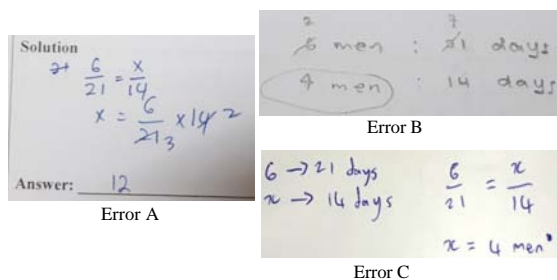 Solution
6/21 = x/14
x = 6/21 3 × 14 2
Answer: 12
Error A
2 7
6 men : 21 days
4 men : 14 days
Error B
6 → 21 days
x → 14 days
6/21 = x/14
x = 4 men
Error C